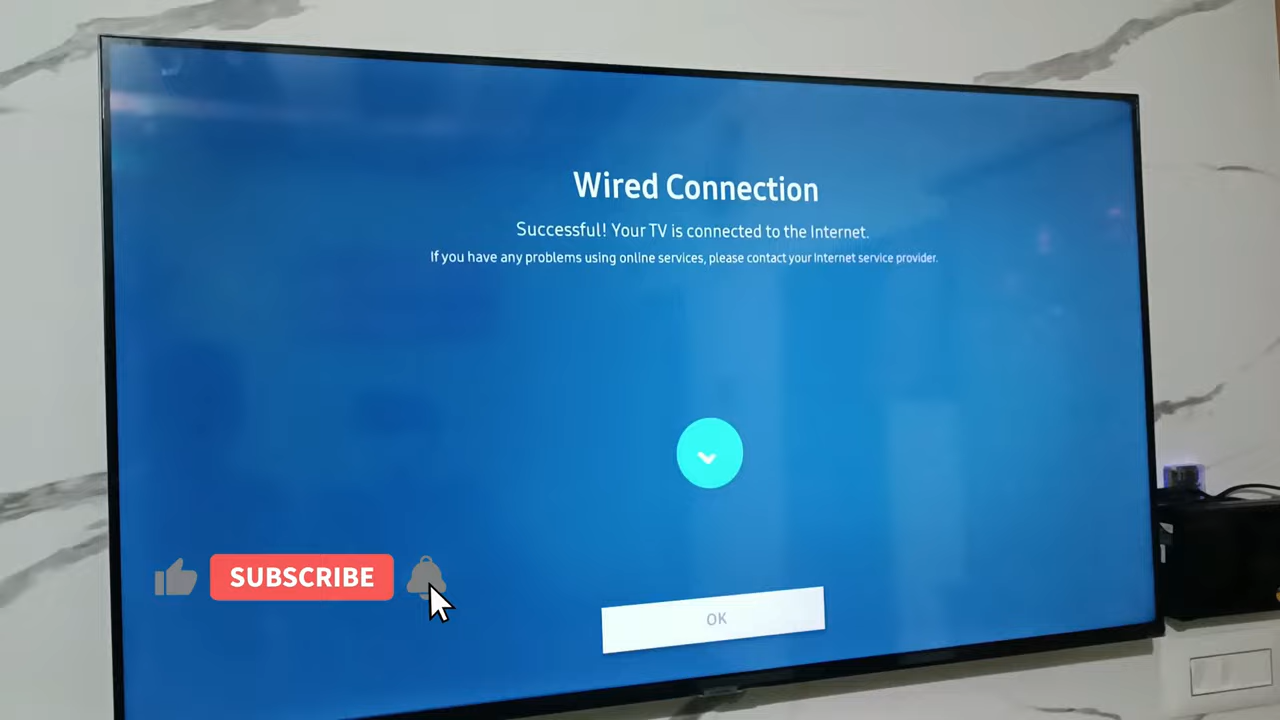 Wired Connection
Successful! Your TV is connected to the Internet.
If you have any problems using online services, please contact your Internet service provider.
SUBSCRIBE
OK